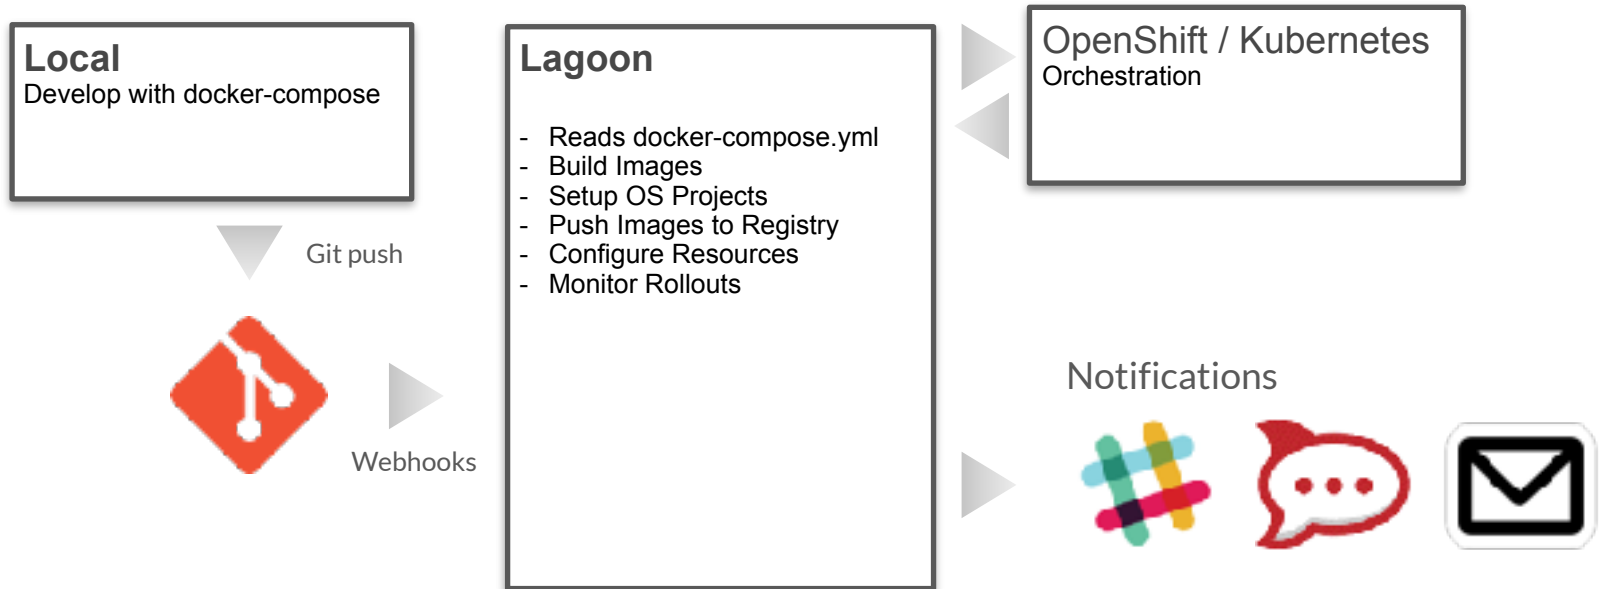 Local
Develop with docker-compose
Git push
Webhooks
Lagoon
- Reads docker-compose.yml
- Build Images
- Setup OS Projects
- Push Images to Registry
- Configure Resources
- Monitor Rollouts
OpenShift / Kubernetes
Orchestration
Notifications